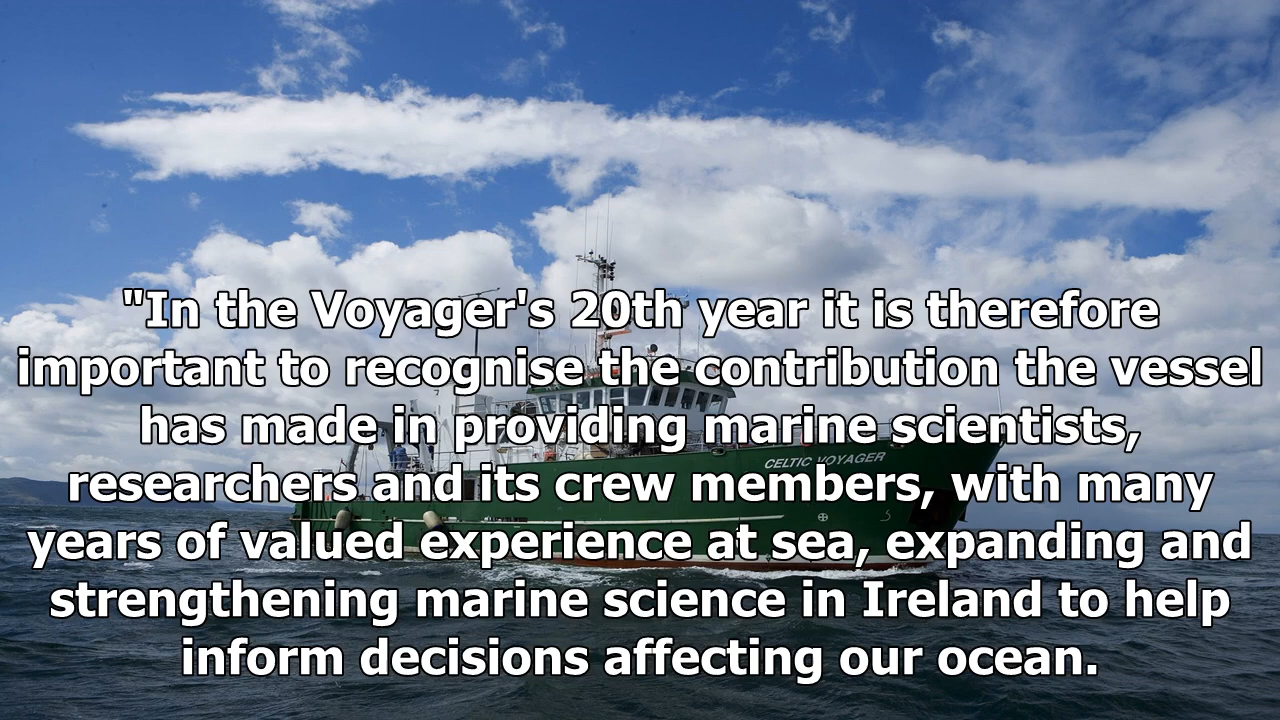 "In the Voyager's 20th year it is therefore
important to recognise the contribution the vessel
has made in providing marine scientists,
CELTIC VOYAGER
researchers and its crew members, with many
years of valued experience at sea, expanding and
strengthening marine science in Ireland to help
inform decisions affecting our ocean.